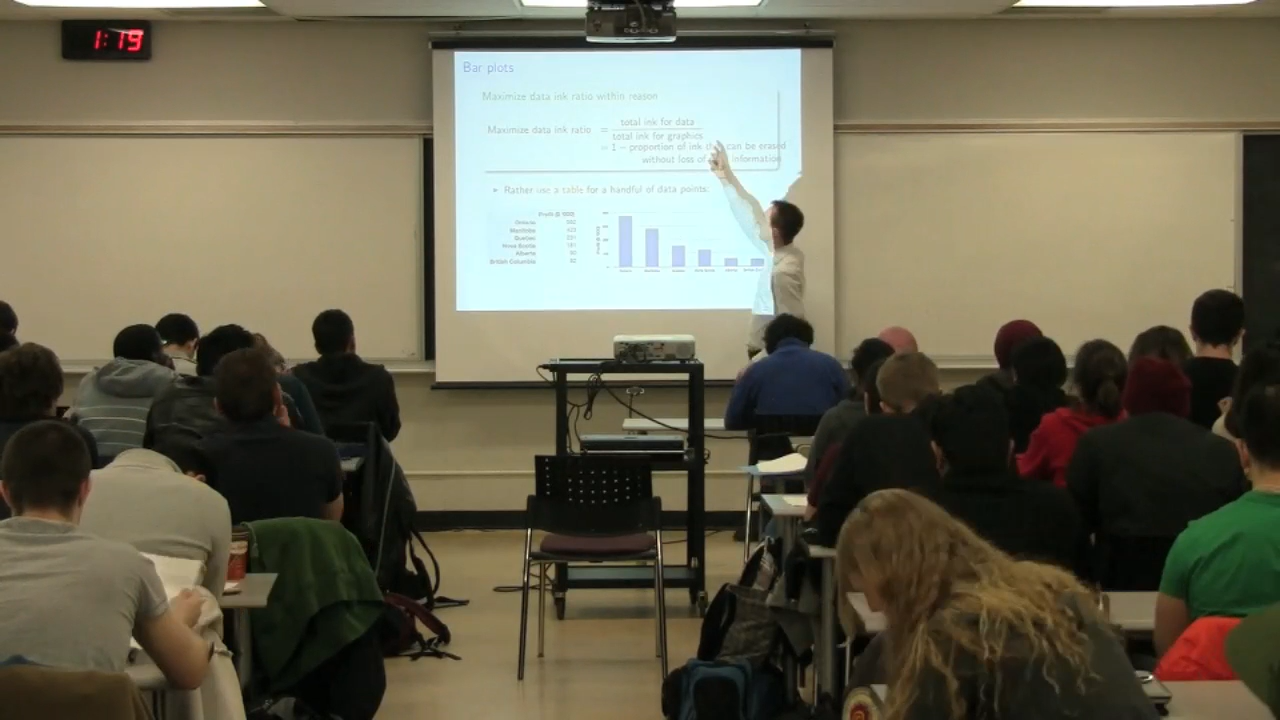 1:19
Bar plots
Maximize data ink ratio within reason
Maximize data ink ratio = total ink for data
total ink for graphics
= 1 − proportion of ink can be erased
without loss of information
▸ Rather use a table for a handful of data points.
Profit
Ontario
Manitoba
Quebec
Nova Scotia
Alberta
British Columbia